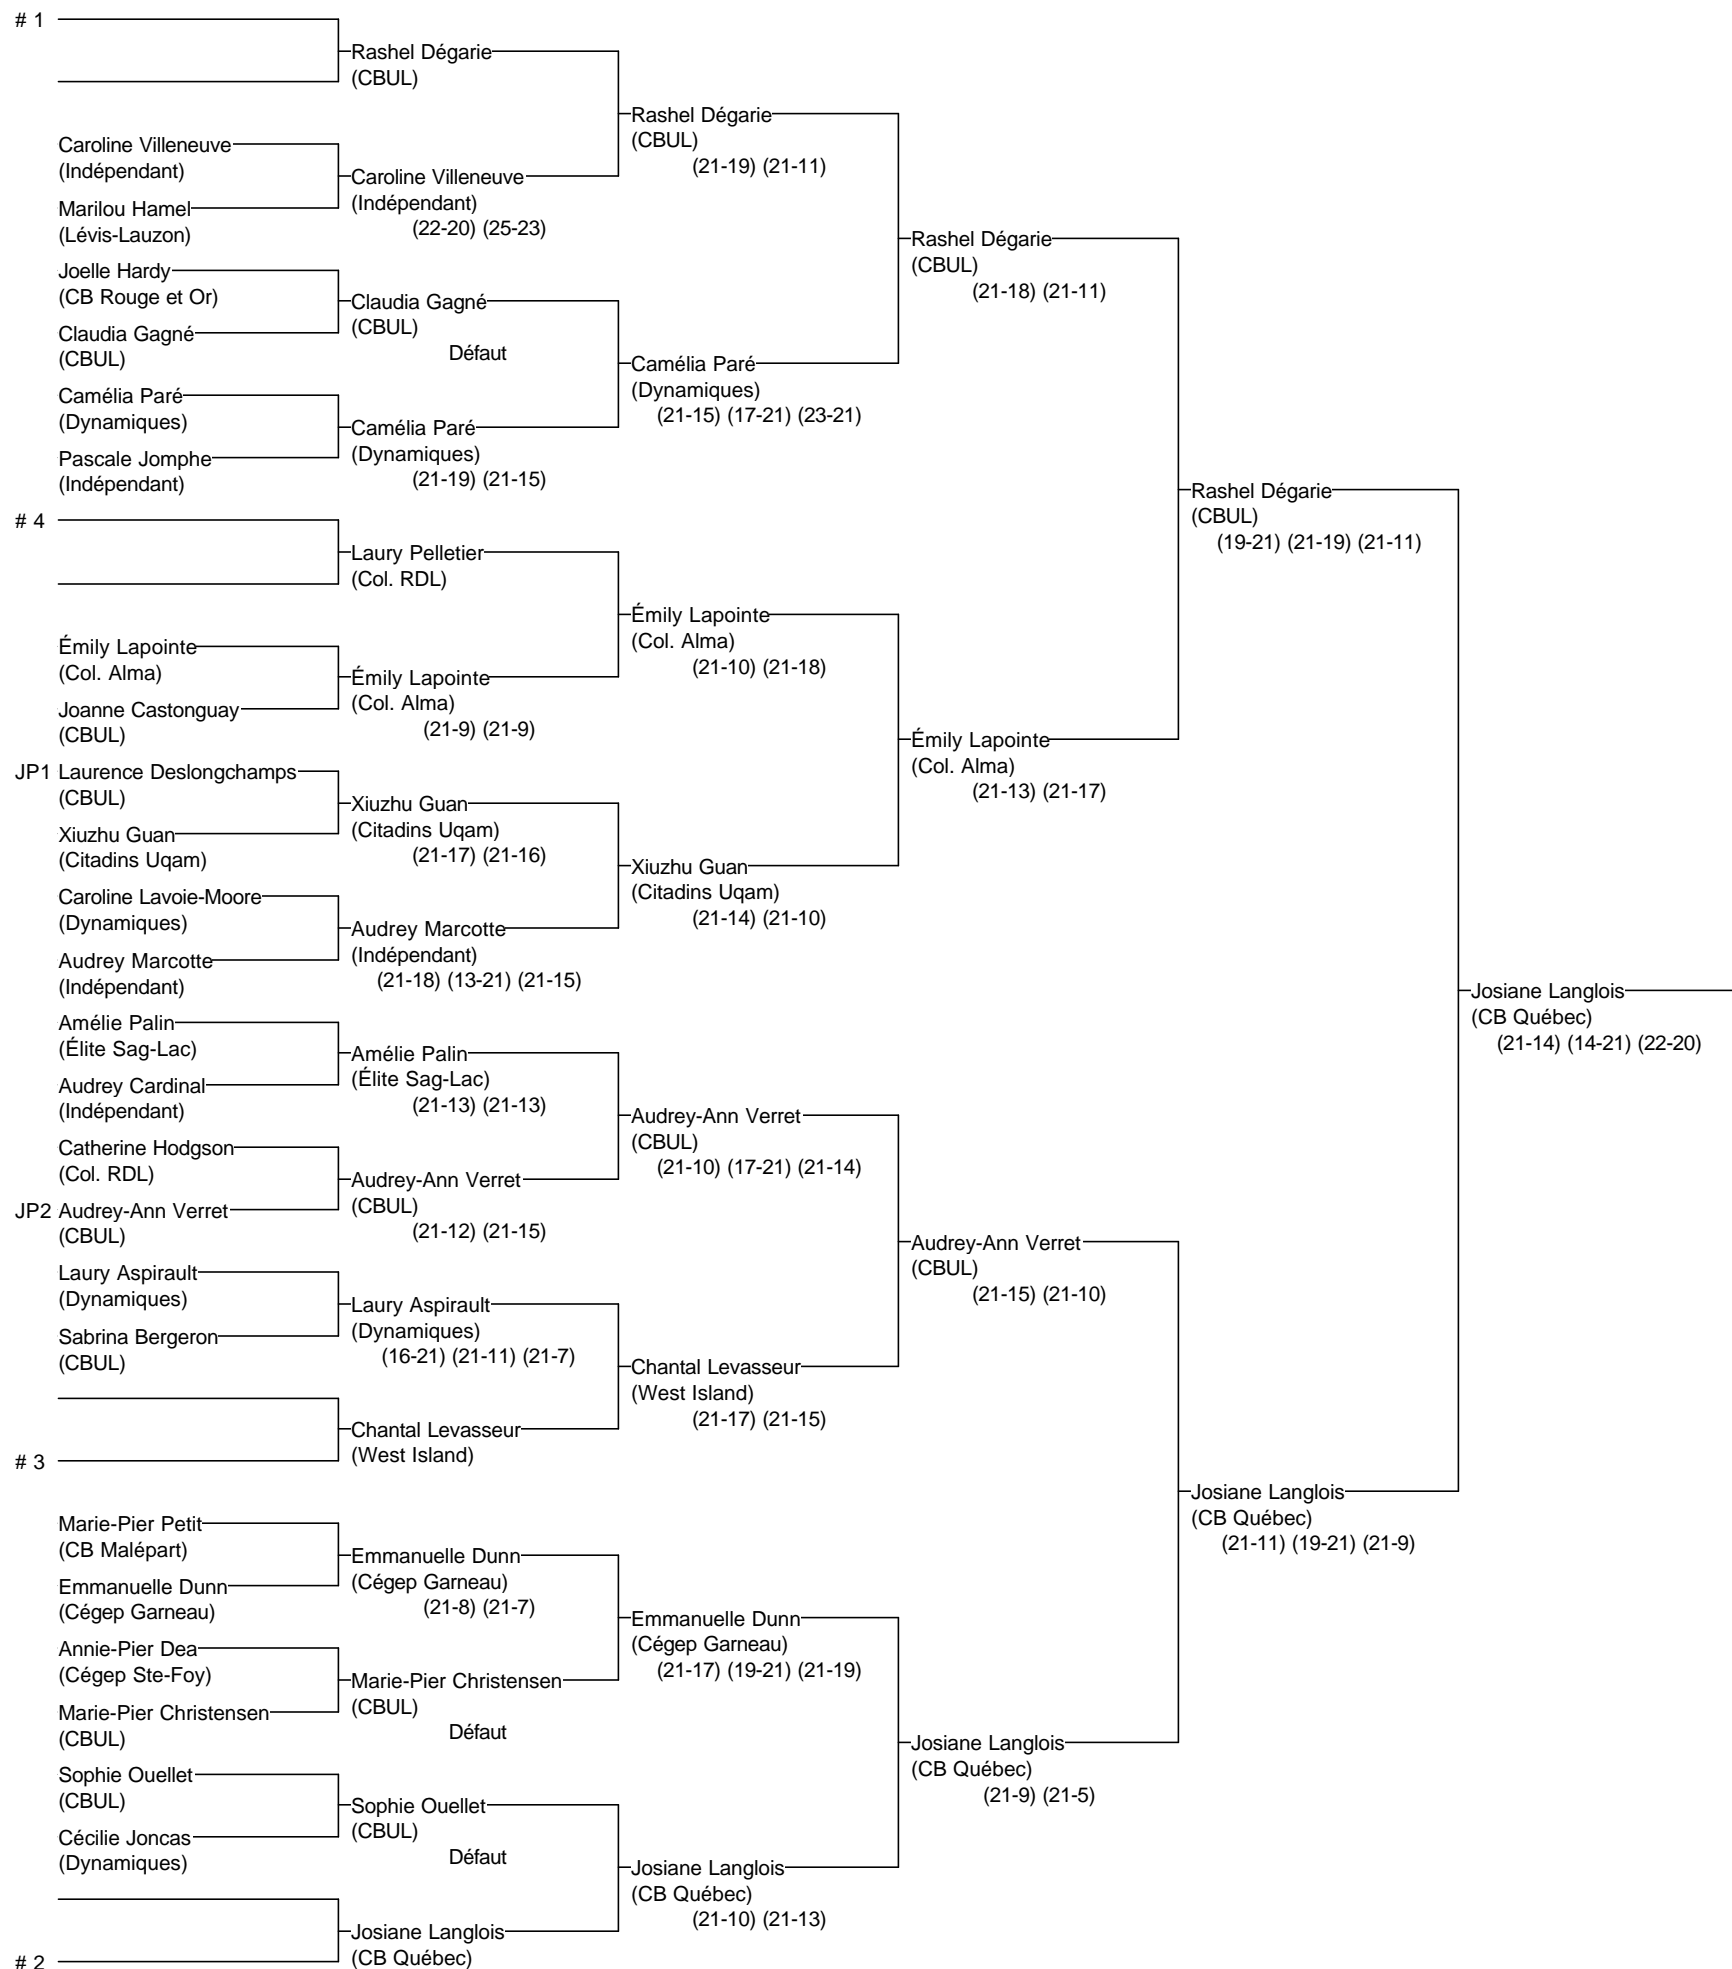 # 1
Rashel Dégarie
(CBUL)
Rashel Dégarie
(CBUL)
(21-19) (21-11)
Caroline Villeneuve
(Indépendant)
Caroline Villeneuve
(Indépendant)
(22-20) (25-23)
Marilou Hamel
(Lévis-Lauzon)
Rashel Dégarie
(CBUL)
(21-18) (21-11)
Joelle Hardy
(CB Rouge et Or)
Claudia Gagné
(CBUL)
Défaut
Claudia Gagné
(CBUL)
Camélia Paré
(Dynamiques)
(21-15) (17-21) (23-21)
Camélia Paré
(Dynamiques)
Camélia Paré
(Dynamiques)
(21-19) (21-15)
Pascale Jomphe
(Indépendant)
Rashel Dégarie
(CBUL)
(19-21) (21-19) (21-11)
# 4
Laury Pelletier
(Col. RDL)
Émily Lapointe
(Col. Alma)
(21-10) (21-18)
Émily Lapointe
(Col. Alma)
Émily Lapointe
(Col. Alma)
(21-9) (21-9)
Joanne Castonguay
(CBUL)
Émily Lapointe
(Col. Alma)
(21-13) (21-17)
JP1 Laurence Deslongchamps
(CBUL)
Xiuzhu Guan
(Citadins Uqam)
(21-17) (21-16)
Xiuzhu Guan
(Citadins Uqam)
Xiuzhu Guan
(Citadins Uqam)
(21-14) (21-10)
Caroline Lavoie-Moore
(Dynamiques)
Audrey Marcotte
(Indépendant)
(21-18) (13-21) (21-15)
Audrey Marcotte
(Indépendant)
Josiane Langlois
(CB Québec)
(21-14) (14-21) (22-20)
Amélie Palin
(Élite Sag-Lac)
Amélie Palin
(Élite Sag-Lac)
(21-13) (21-13)
Audrey Cardinal
(Indépendant)
Audrey-Ann Verret
(CBUL)
(21-10) (17-21) (21-14)
Catherine Hodgson
(Col. RDL)
Audrey-Ann Verret
(CBUL)
(21-12) (21-15)
JP2 Audrey-Ann Verret
(CBUL)
Audrey-Ann Verret
(CBUL)
(21-15) (21-10)
Laury Aspirault
(Dynamiques)
Laury Aspirault
(Dynamiques)
(16-21) (21-11) (21-7)
Sabrina Bergeron
(CBUL)
Chantal Levasseur
(West Island)
(21-17) (21-15)
Chantal Levasseur
(West Island)
# 3
Josiane Langlois
(CB Québec)
(21-11) (19-21) (21-9)
Marie-Pier Petit
(CB Malépart)
Emmanuelle Dunn
(Cégep Garneau)
(21-8) (21-7)
Emmanuelle Dunn
(Cégep Garneau)
Emmanuelle Dunn
(Cégep Garneau)
(21-17) (19-21) (21-19)
Annie-Pier Dea
(Cégep Ste-Foy)
Marie-Pier Christensen
(CBUL)
Défaut
Marie-Pier Christensen
(CBUL)
Josiane Langlois
(CB Québec)
(21-9) (21-5)
Sophie Ouellet
(CBUL)
Sophie Ouellet
(CBUL)
Défaut
Cécilie Joncas
(Dynamiques)
Josiane Langlois
(CB Québec)
(21-10) (21-13)
Josiane Langlois
(CB Québec)
# 2